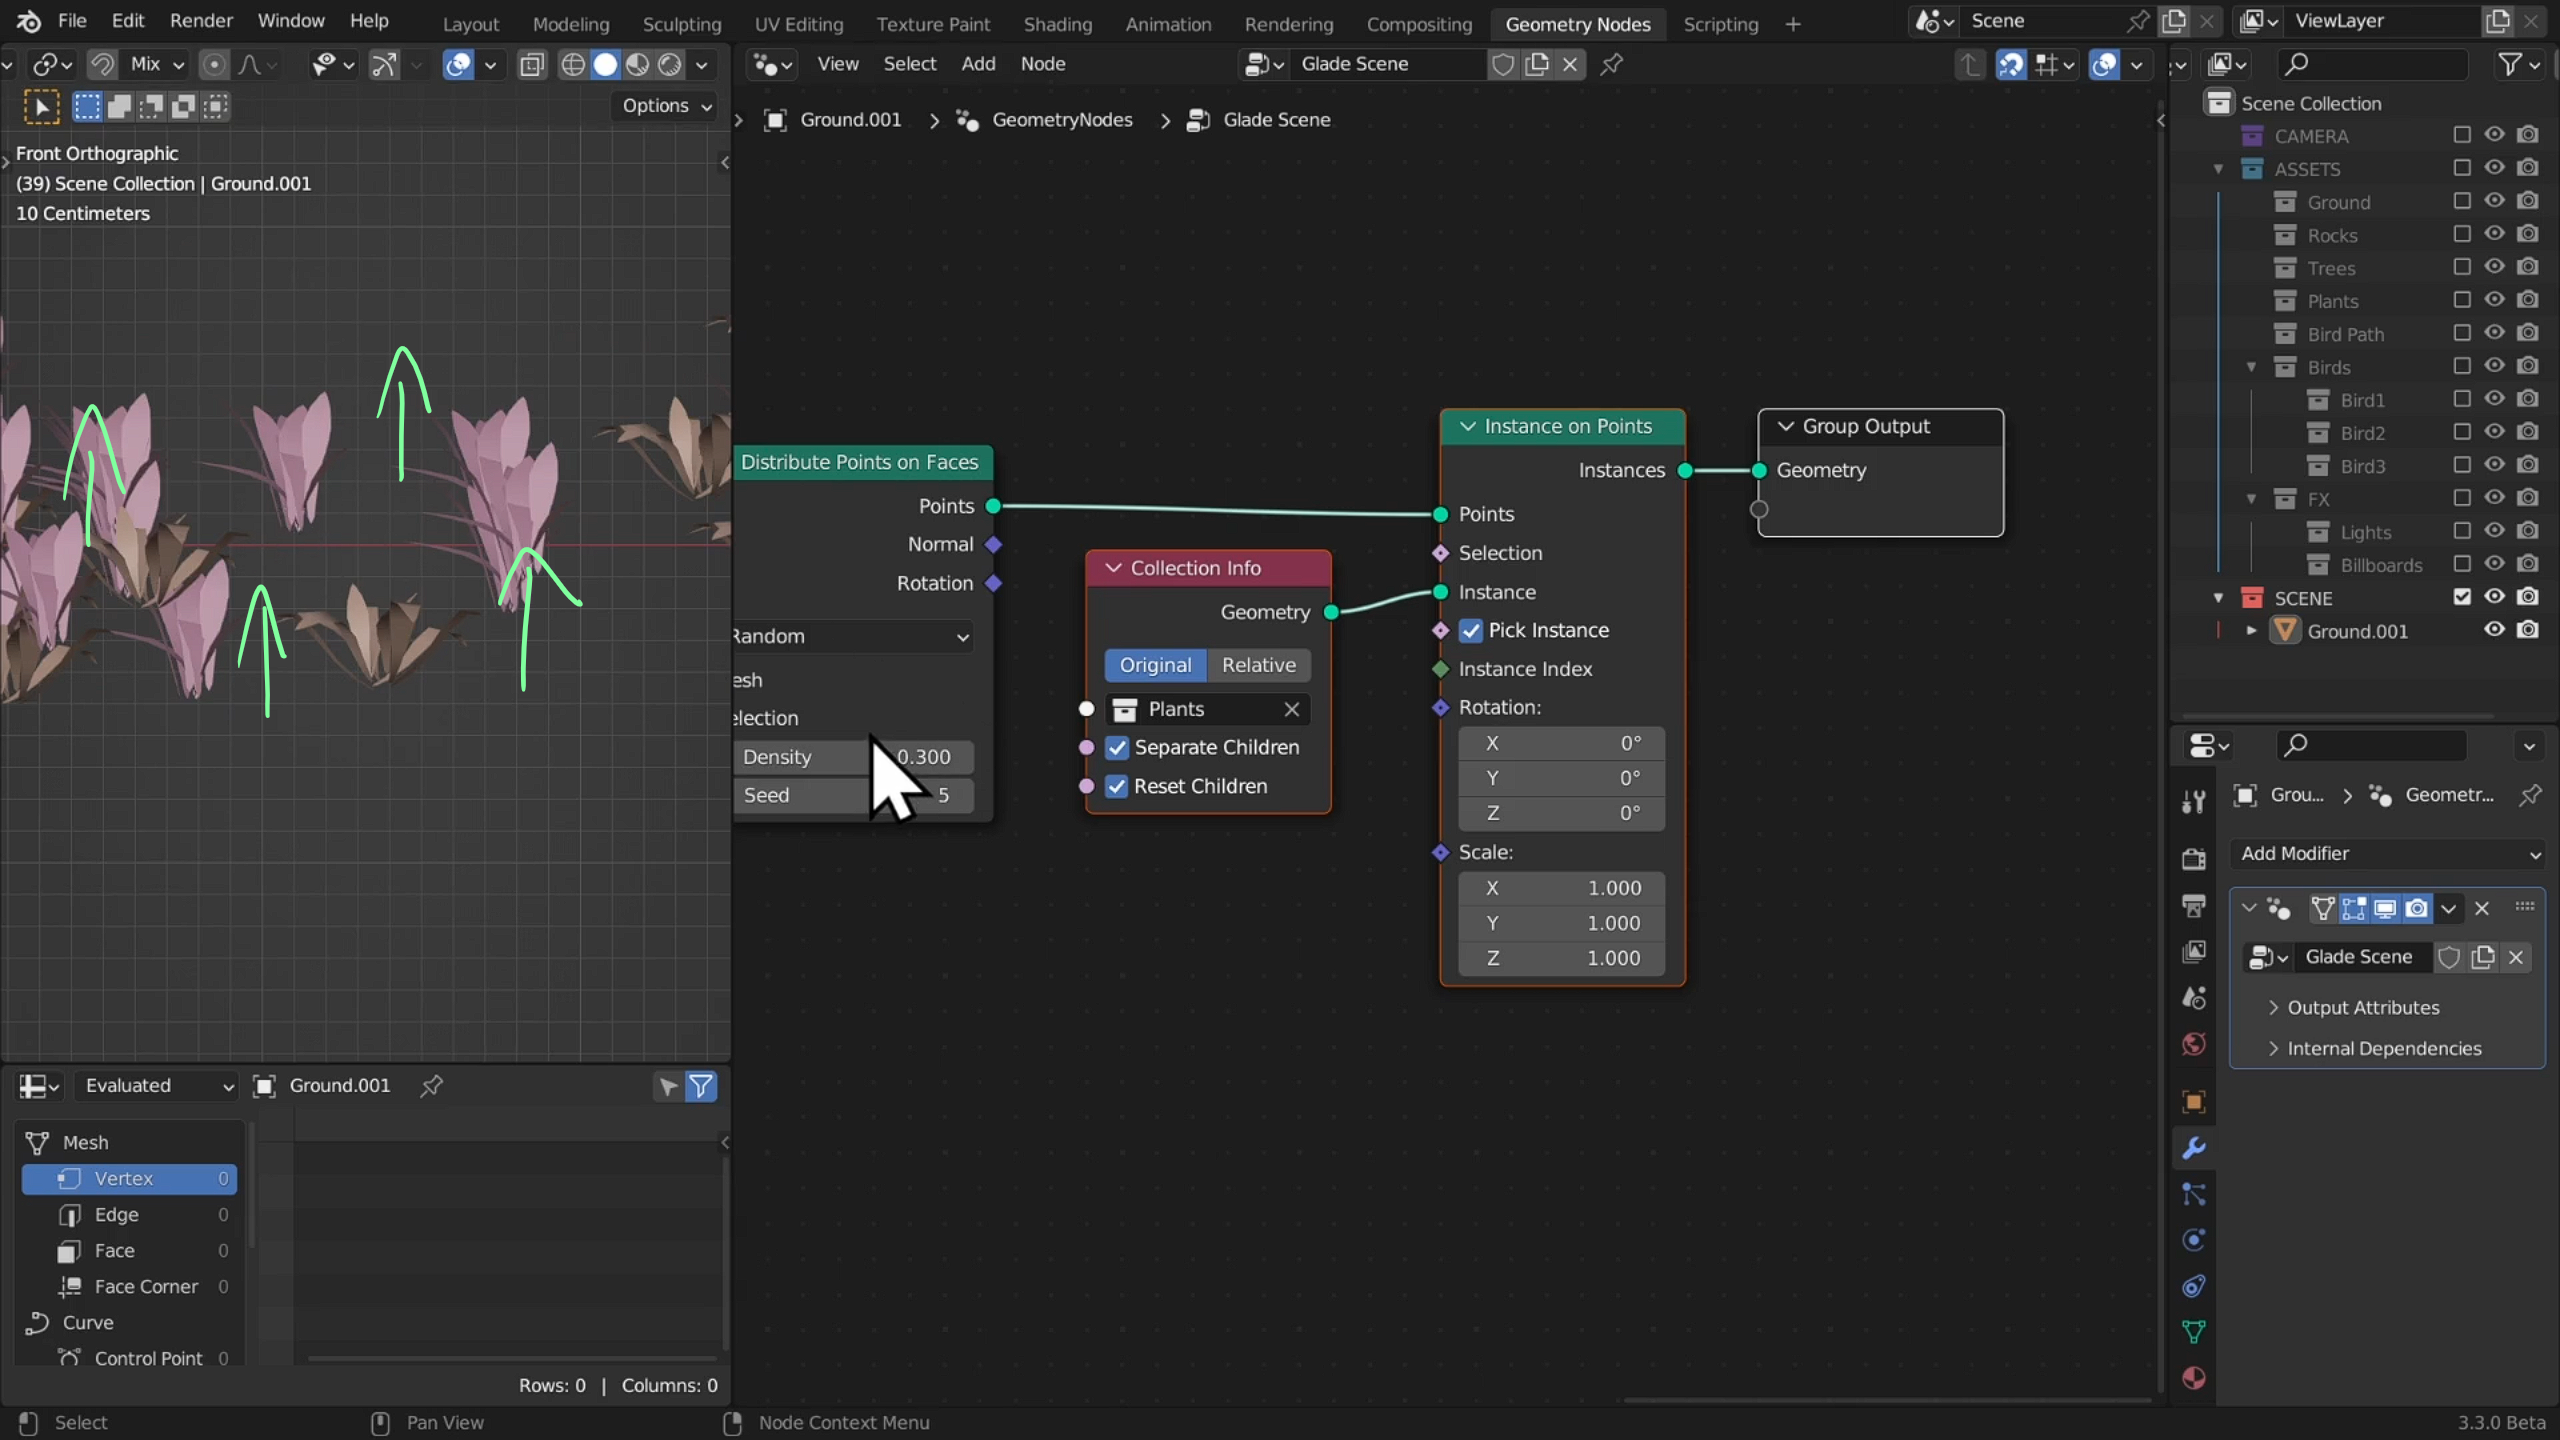 File Edit Render Window Help Layout Modeling Sculpting UV Editing Texture Paint Shading Animation Rendering Compositing Geometry Nodes Scripting + Scene ViewLayer
Mix View Select Add Node Glade Scene
Options
Ground.001 > GeometryNodes > Glade Scene
Front Orthographic
(39) Scene Collection | Ground.001
10 Centimeters
Distribute Points on Faces
Points
Normal
Rotation
Random
esh
election
Density 0.300
Seed 5
Collection Info
Geometry
Original Relative
Plants
Separate Children
Reset Children
Instance on Points
Instances
Points
Selection
Instance
Pick Instance
Instance Index
Rotation:
X 0°
Y 0°
Z 0°
Scale:
X 1.000
Y 1.000
Z 1.000
Group Output
Geometry
Scene Collection
CAMERA
ASSETS
Ground
Rocks
Trees
Plants
Bird Path
Birds
Bird1
Bird2
Bird3
FX
Lights
Billboards
SCENE
Ground.001
Grou... > Geometr...
Add Modifier
Glade Scene
Output Attributes
Internal Dependencies
Evaluated Ground.001
Mesh
Vertex 0
Edge 0
Face 0
Face Corner 0
Curve
Control Point 0
Rows: 0 | Columns: 0
Select Pan View Node Context Menu 3.3.0 Beta